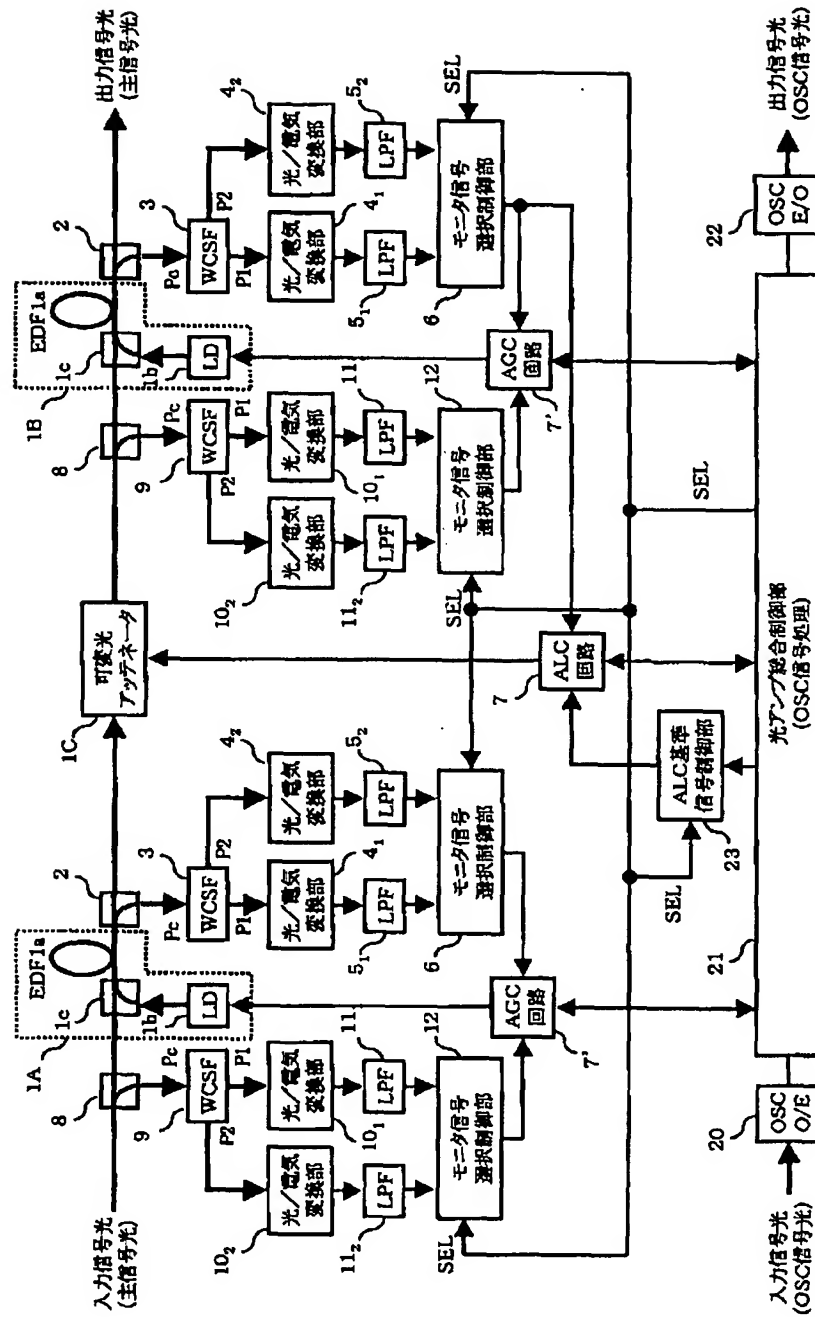 入力信号光
(主信号光)
出力信号光
(主信号光)
1A
EDF1a
8
1c
Pc
9
WCSF
P1
P2
1b
LD
2
Pc
3
WCSF
P1
P2
1C
可変光
アッテネータ
1B
EDF1a
8
1c
Pc
9
WCSF
P1
P2
1b
LD
2
Pa
3
WCSF
P1
P2
光/電気
変換部
10₂
光/電気
変換部
10₁
光/電気
変換部
4₁
光/電気
変換部
4₂
光/電気
変換部
10₂
光/電気
変換部
10₁
光/電気
変換部
4₁
光/電気
変換部
4₂
LPF
11₂
LPF
11₁
LPF
5₁
LPF
5₂
LPF
11₂
LPF
11
LPF
5₁
LPF
5₂
モニタ信号
選択制御部
12
SEL
モニタ信号
選択制御部
6
SEL
モニタ信号
選択制御部
12
モニタ信号
選択制御部
6
SEL
AGC
回路
7'
ALC
回路
7
AGC
回路
7'
ALC基準
信号制御部
23
SEL
SEL
入力信号光
(OSC信号光)
20
OSC
O/E
21
光アンプ総合制御部
(OSC信号処理)
22
OSC
E/O
出力信号光
(OSC信号光)